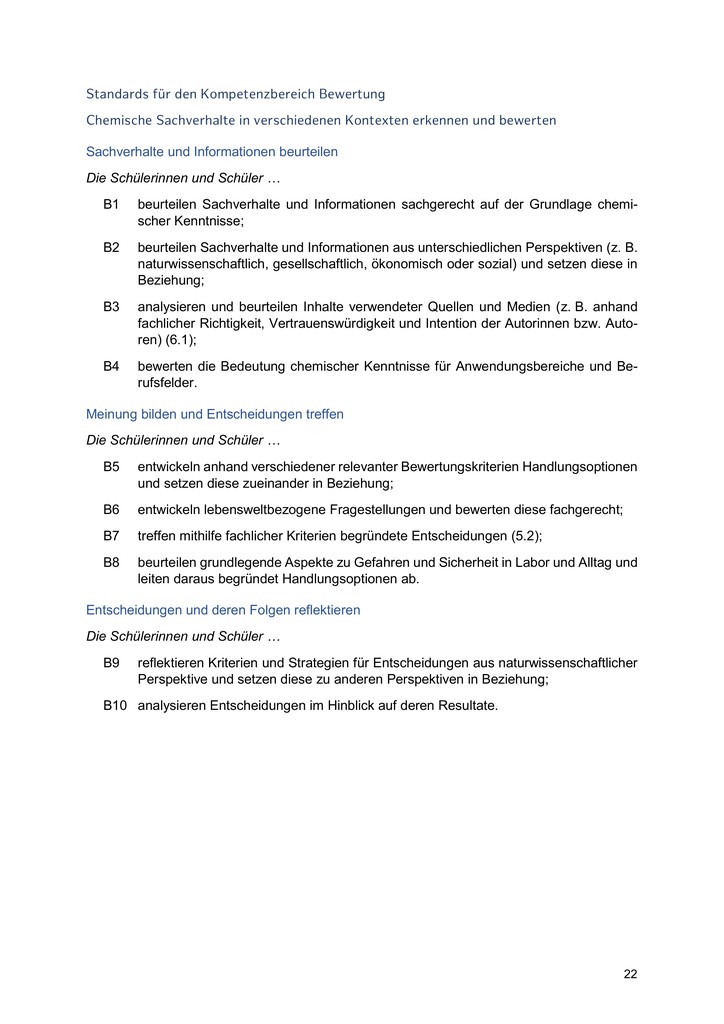 Standards für den Kompetenzbereich Bewertung
Chemische Sachverhalte in verschiedenen Kontexten erkennen und bewerten
Sachverhalte und Informationen beurteilen
Die Schülerinnen und Schüler …
B1 beurteilen Sachverhalte und Informationen sachgerecht auf der Grundlage chemi-
scher Kenntnisse;
B2 beurteilen Sachverhalte und Informationen aus unterschiedlichen Perspektiven (z. B.
naturwissenschaftlich, gesellschaftlich, ökonomisch oder sozial) und setzen diese in
Beziehung;
B3 analysieren und beurteilen Inhalte verwendeter Quellen und Medien (z. B. anhand
fachlicher Richtigkeit, Vertrauenswürdigkeit und Intention der Autorinnen bzw. Auto-
ren) (6.1);
B4 bewerten die Bedeutung chemischer Kenntnisse für Anwendungsbereiche und Be-
rufsfelder.
Meinung bilden und Entscheidungen treffen
Die Schülerinnen und Schüler …
B5 entwickeln anhand verschiedener relevanter Bewertungskriterien Handlungsoptionen
und setzen diese zueinander in Beziehung;
B6 entwickeln lebensweltbezogene Fragestellungen und bewerten diese fachgerecht;
B7 treffen mithilfe fachlicher Kriterien begründete Entscheidungen (5.2);
B8 beurteilen grundlegende Aspekte zu Gefahren und Sicherheit in Labor und Alltag und
leiten daraus begründet Handlungsoptionen ab.
Entscheidungen und deren Folgen reflektieren
Die Schülerinnen und Schüler …
B9 reflektieren Kriterien und Strategien für Entscheidungen aus naturwissenschaftlicher
Perspektive und setzen diese zu anderen Perspektiven in Beziehung;
B10 analysieren Entscheidungen im Hinblick auf deren Resultate.
22